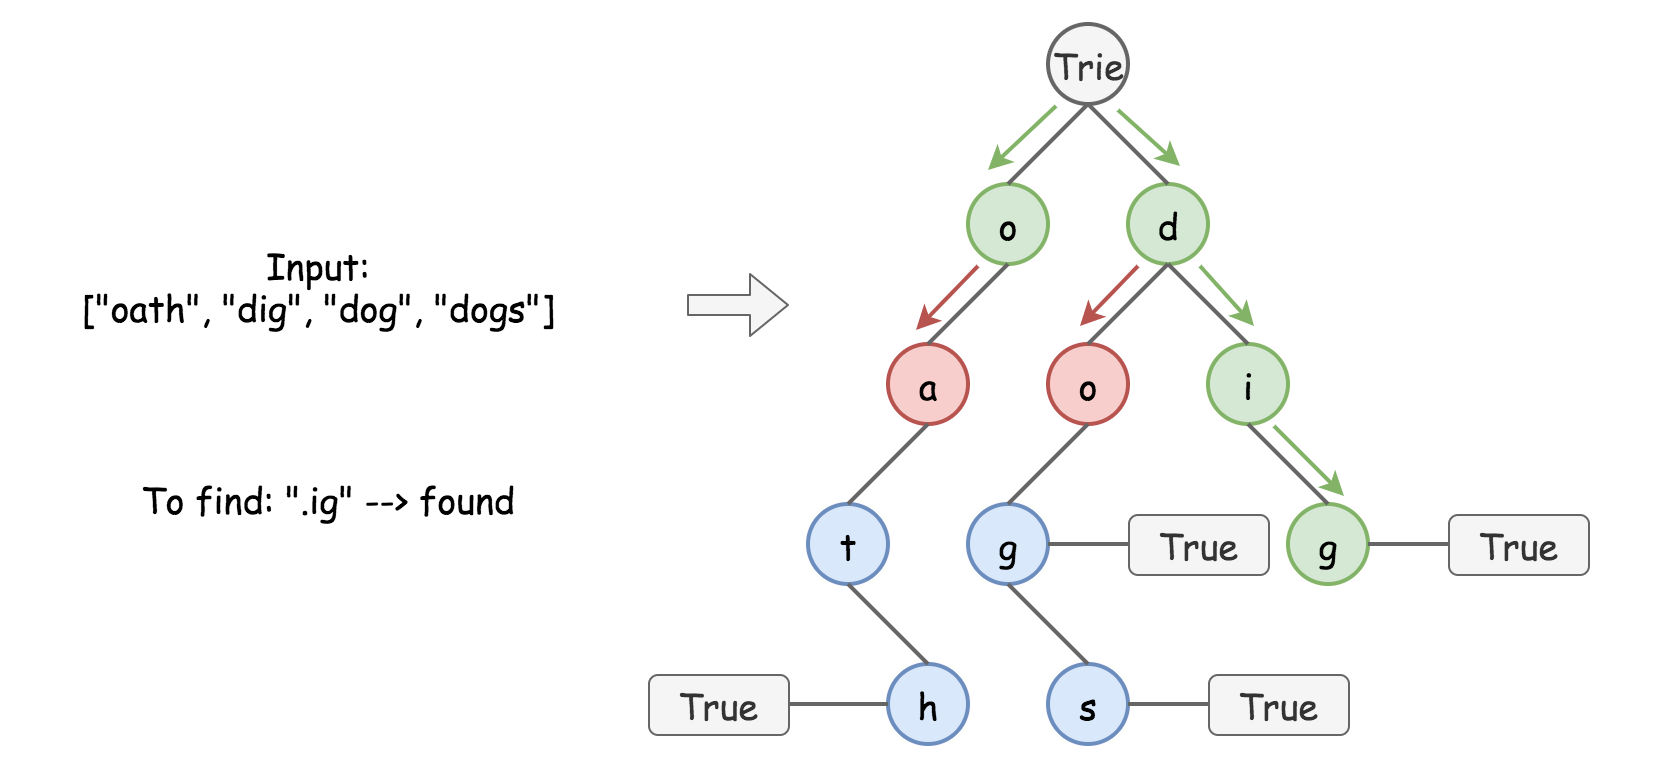 Trie
o
d
Input:
["oath", "dig", "dog", "dogs"]
a
o
i
To find: ".ig" --> found
t
g
True
g
True
True
h
s
True